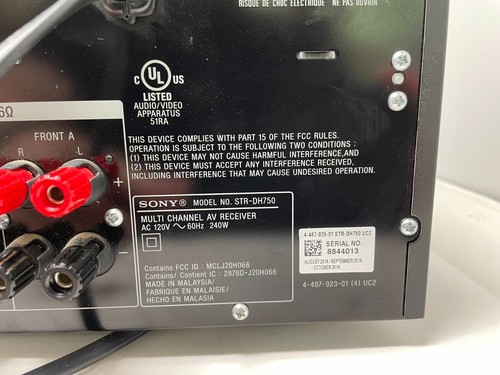 RISQUE DE CHOC ELECTRIQUE NE PAS OUVRIR
C UL US
LISTED
AUDIO/VIDEO
APPARATUS
51RA
6Ω
FRONT A
R L
+
–
THIS DEVICE COMPLIES WITH PART 15 OF THE FCC RULES.
OPERATION IS SUBJECT TO THE FOLLOWING TWO CONDITIONS :
(1) THIS DEVICE MAY NOT CAUSE HARMFUL INTERFERENCE,AND
(2) THIS DEVICE MUST ACCEPT ANY INTERFERENCE RECEIVED,
INCLUDING INTERFERENCE THAT MAY CAUSE UNDESIRED OPERATION.
SONY® MODEL NO. STR-DH750
MULTI CHANNEL AV RECEIVER
AC 120V ~ 60Hz 240W
Contains FCC ID : MCLJ20H066
Contains / Contient IC : 2878D-J20H066
MADE IN MALAYSIA/
FABRIQUE EN MALAISIE/
HECHO EN MALASIA
4-487-925-01 STR-DH750 UC2
SERIAL NO.
8844013
AUGUST 2016 / SEPTEMBER 2016
/ OCTOBER 2016
4-487-923-01 (4) UC2